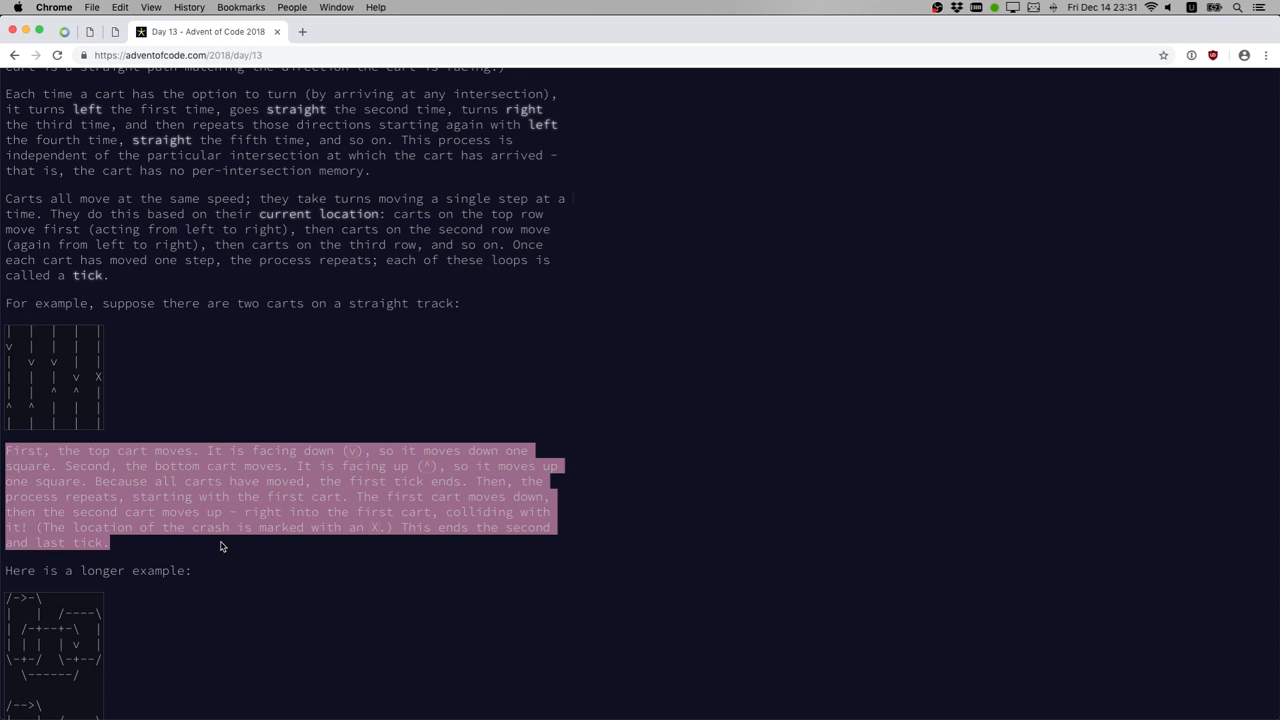 Chrome File Edit View History Bookmarks People Window Help Fri Dec 14 23:31
Day 13 - Advent of Code 2018
https://adventofcode.com/2018/day/13
cart is a straight path matching the direction the cart is facing.)
Each time a cart has the option to turn (by arriving at any intersection),
it turns left the first time, goes straight the second time, turns right
the third time, and then repeats those directions starting again with left
the fourth time, straight the fifth time, and so on. This process is
independent of the particular intersection at which the cart has arrived -
that is, the cart has no per-intersection memory.
Carts all move at the same speed; they take turns moving a single step at a
time. They do this based on their current location: carts on the top row
move first (acting from left to right), then carts on the second row move
(again from left to right), then carts on the third row, and so on. Once
each cart has moved one step, the process repeats; each of these loops is
called a tick.
For example, suppose there are two carts on a straight track:
|  |  |  |  |
v  |  |  |  |
|  v  v  |  |
|  |  |  v  X
|  |  ^  ^  |
^  ^  |  |  |
|  |  |  |  |
First, the top cart moves. It is facing down (v), so it moves down one
square. Second, the bottom cart moves. It is facing up (^), so it moves up
one square. Because all carts have moved, the first tick ends. Then, the
process repeats, starting with the first cart. The first cart moves down,
then the second cart moves up - right into the first cart, colliding with
it! (The location of the crash is marked with an X.) This ends the second
and last tick.
Here is a longer example:
/->-\
|   |  /----\
| /-+--+-\  |
| | |  | v  |
\-+-/  \-+--/
  \------/
/-->\